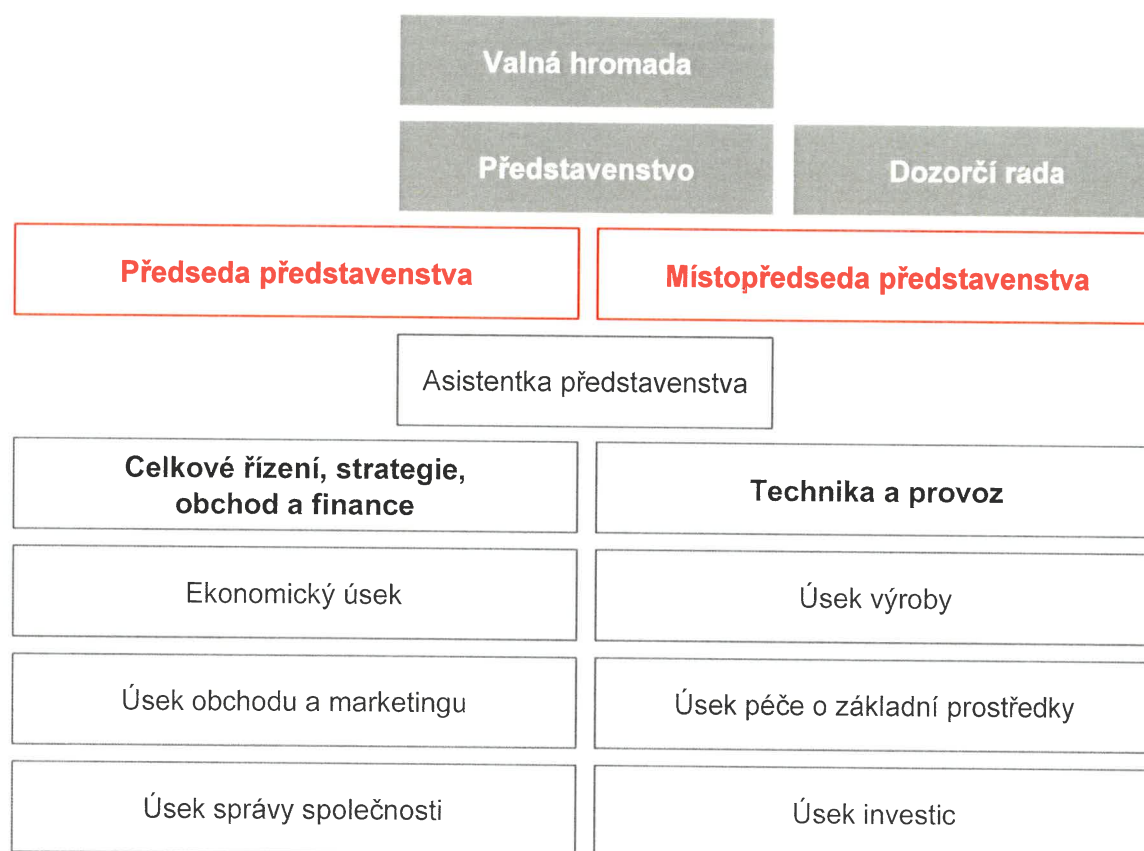 Valná hromada
Představenstvo
Dozorčí rada
Předseda představenstva
Místopředseda představenstva
Asistentka představenstva
Celkové řízení, strategie,
obchod a finance
Technika a provoz
Ekonomický úsek
Úsek výroby
Úsek obchodu a marketingu
Úsek péče o základní prostředky
Úsek správy společnosti
Úsek investic